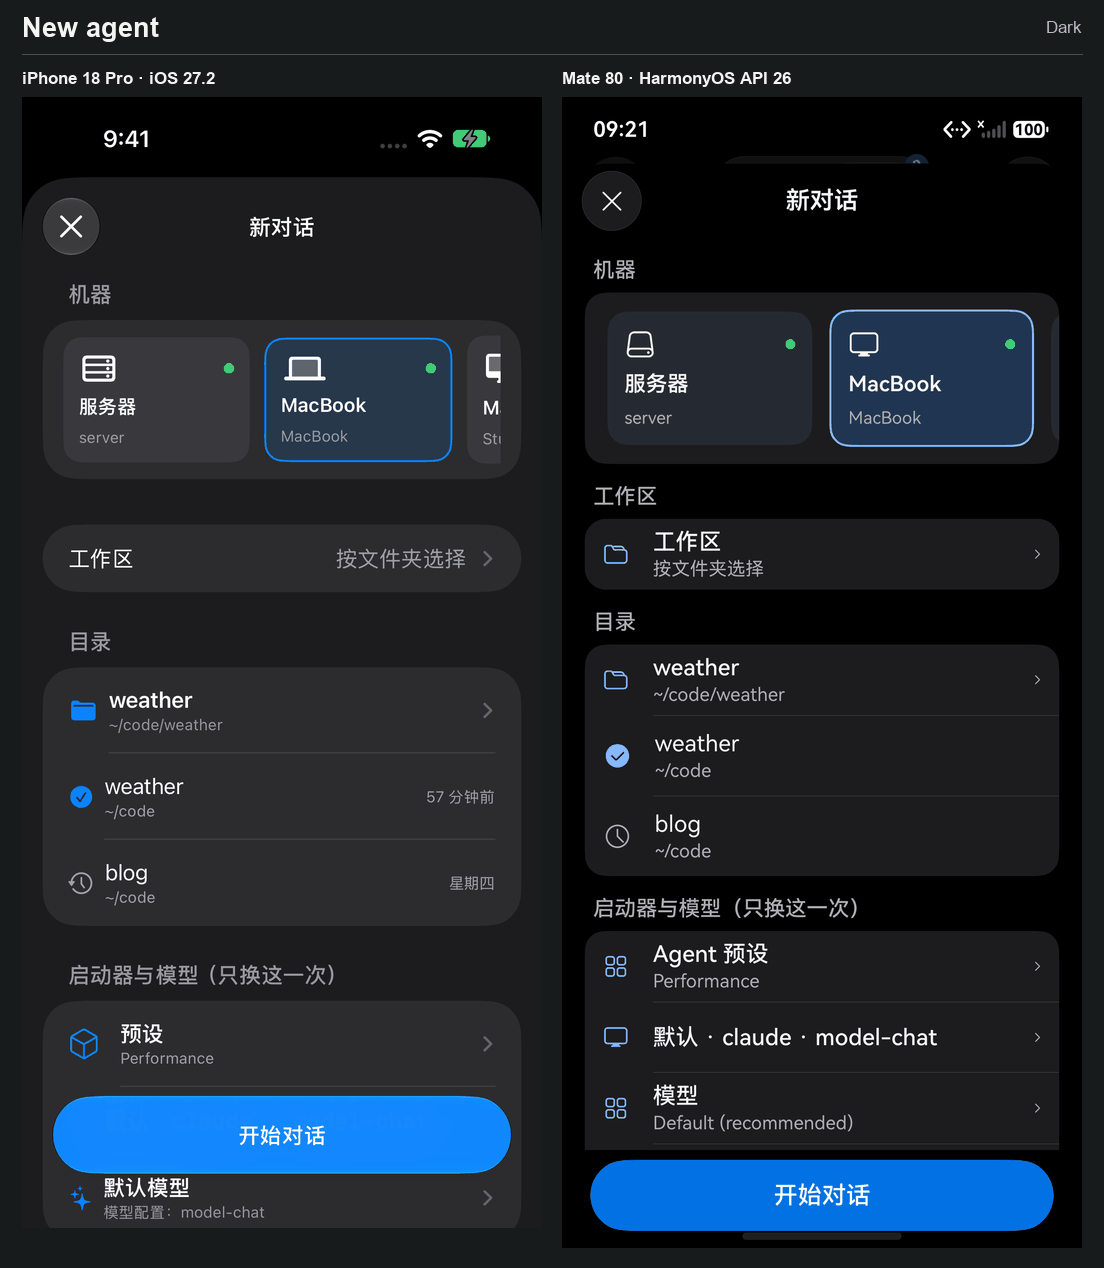 New agent
Dark
iPhone 18 Pro · iOS 27.2
9:41
新对话
机器
服务器
server
MacBook
MacBook
工作区
按文件夹选择
目录
weather
~/code/weather
weather
~/code
57 分钟前
blog
~/code
星期四
启动器与模型（只换这一次）
预设
Performance
开始对话
默认模型
模型配置：model-chat
Mate 80 · HarmonyOS API 26
09:21
100
新对话
机器
服务器
server
MacBook
MacBook
工作区
工作区
按文件夹选择
目录
weather
~/code/weather
weather
~/code
blog
~/code
启动器与模型（只换这一次）
Agent 预设
Performance
默认 · claude · model-chat
模型
Default (recommended)
开始对话